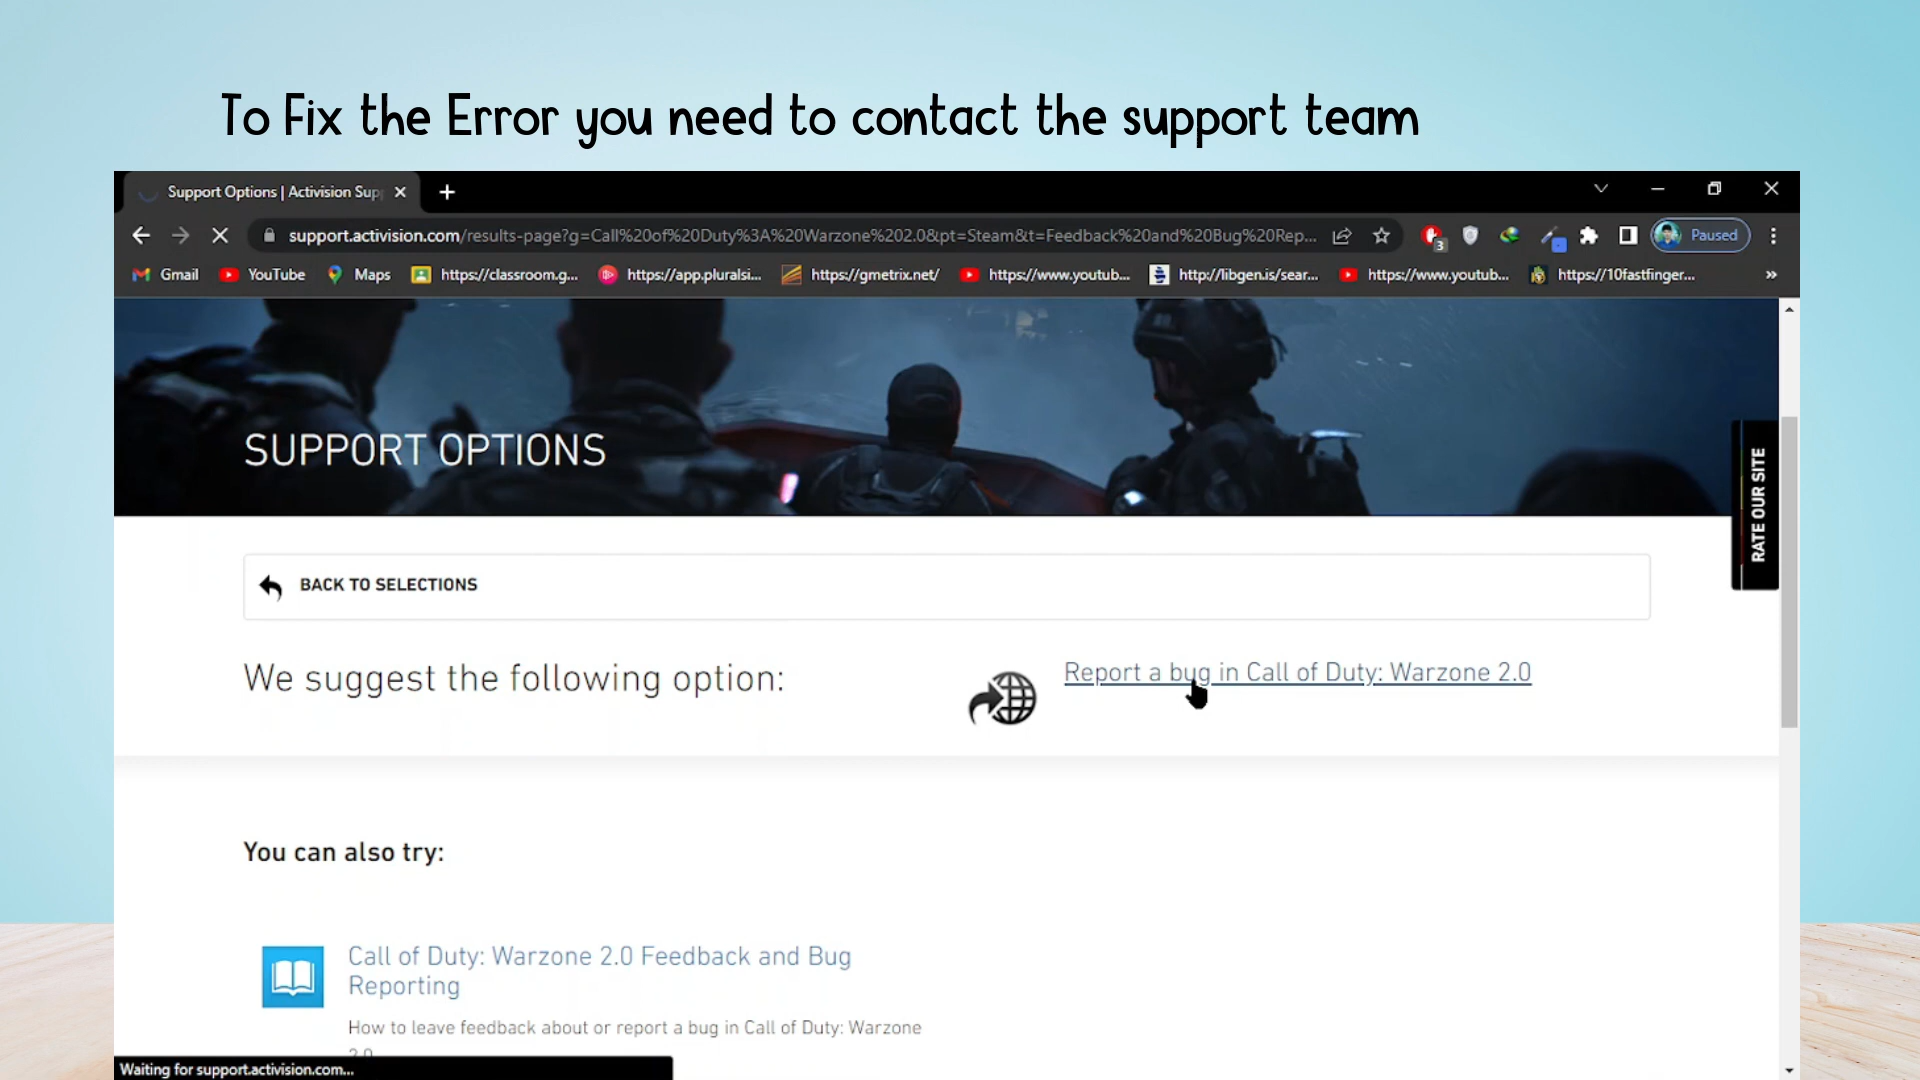 To Fix the Error you need to contact the support team
Support Options | Activision Sup
support.activision.com/results-page?g=Call%20of%20Duty%3A%20Warzone%202.0&pt=Steam&t=Feedback%20and%20Bug%20Rep...
3
Paused
Gmail YouTube Maps https://classroom.g... https://app.pluralsi... https://gmetrix.net/ https://www.youtub... http://libgen.is/sear... https://www.youtub... https://10fastfinger... »
SUPPORT OPTIONS
RATE OUR SITE
BACK TO SELECTIONS
We suggest the following option:
Report a bug in Call of Duty: Warzone 2.0
You can also try:
Call of Duty: Warzone 2.0 Feedback and Bug
Reporting
How to leave feedback about or report a bug in Call of Duty: Warzone
2.0
Waiting for support.activision.com...